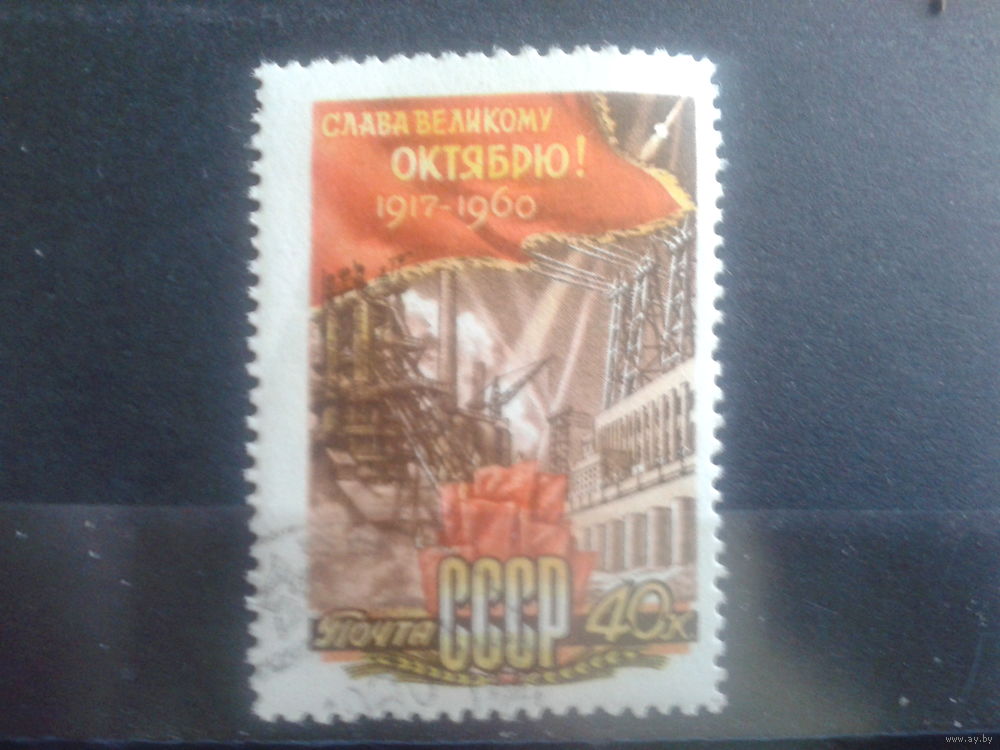 СЛАВА ВЕЛИКОМУ
ОКТЯБРЮ!
1917-1960
ПОЧТА СССР 40к
www.ay.by